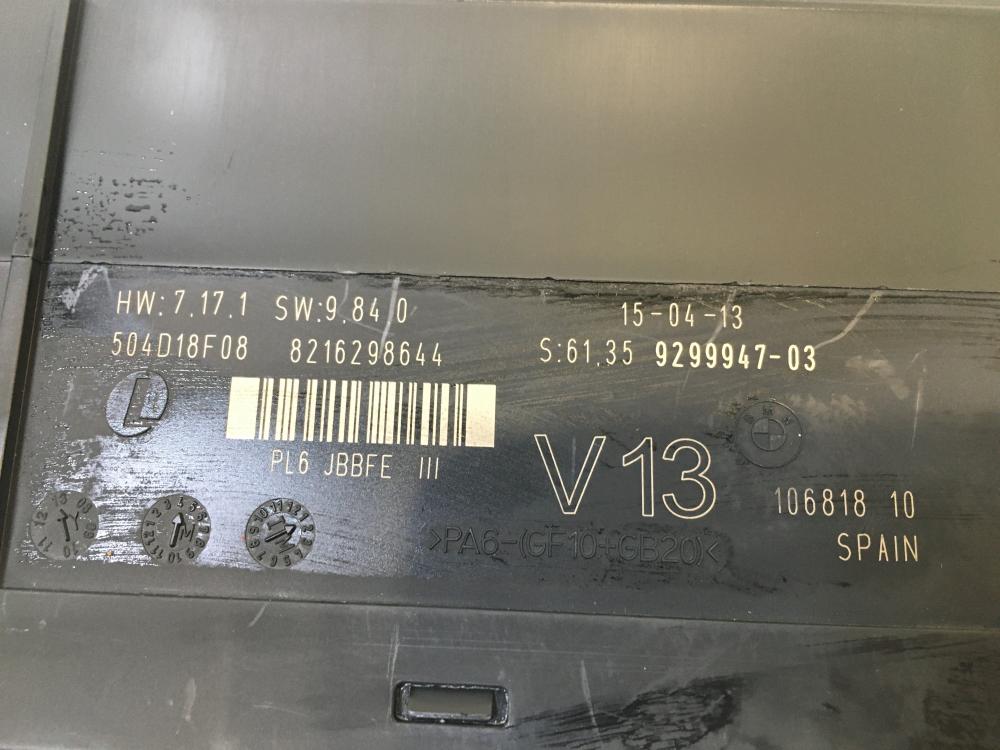 HW:7.17.1 SW:9.84.0
15-04-13
504D18F08 8216298644
S:61.35 9299947-03
PL6 JBBFE III
V13
106818 10
>PA6-(GF10+GB20)<
SPAIN